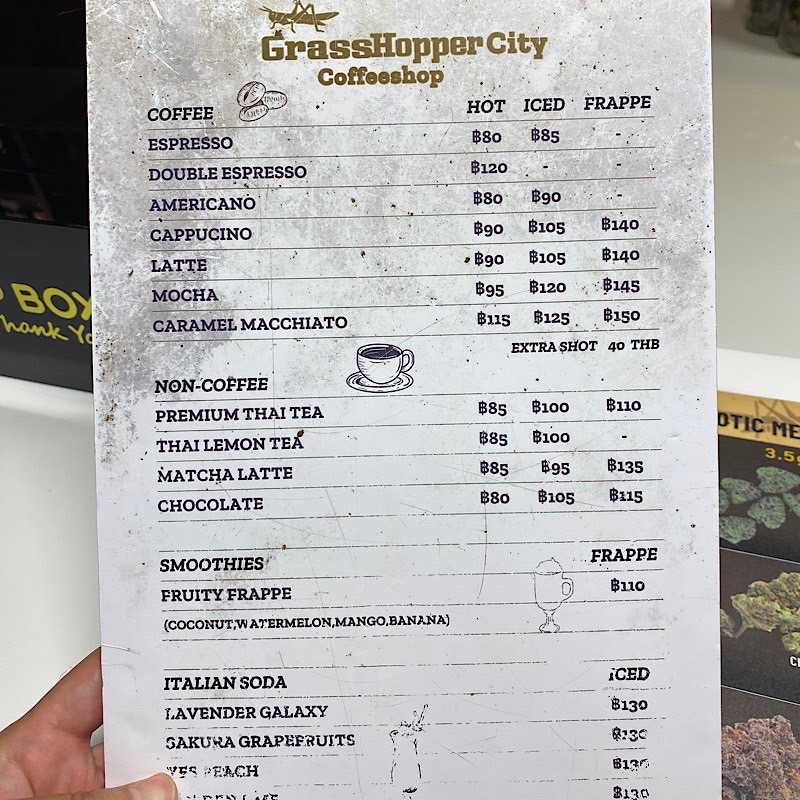 GrassHopper City
Coffeeshop
COFFEE HOT ICED FRAPPE
ESPRESSO ฿80 ฿85 -
DOUBLE ESPRESSO ฿120 - -
AMERICANO ฿80 ฿90 -
CAPPUCINO ฿90 ฿105 ฿140
LATTE ฿90 ฿105 ฿140
MOCHA ฿95 ฿120 ฿145
CARAMEL MACCHIATO ฿115 ฿125 ฿150
EXTRA SHOT 40 THB
NON-COFFEE
PREMIUM THAI TEA ฿85 ฿100 ฿110
THAI LEMON TEA ฿85 ฿100 -
MATCHA LATTE ฿85 ฿95 ฿135
CHOCOLATE ฿80 ฿105 ฿115
SMOOTHIES FRAPPE
FRUITY FRAPPE ฿110
(COCONUT,WATERMELON,MANGO,BANANA)
ITALIAN SODA ICED
LAVENDER GALAXY ฿130
SAKURA GRAPEFRUITS ฿130
PEACH ฿130
฿130
BOX
hank
OTIC ME
3.5